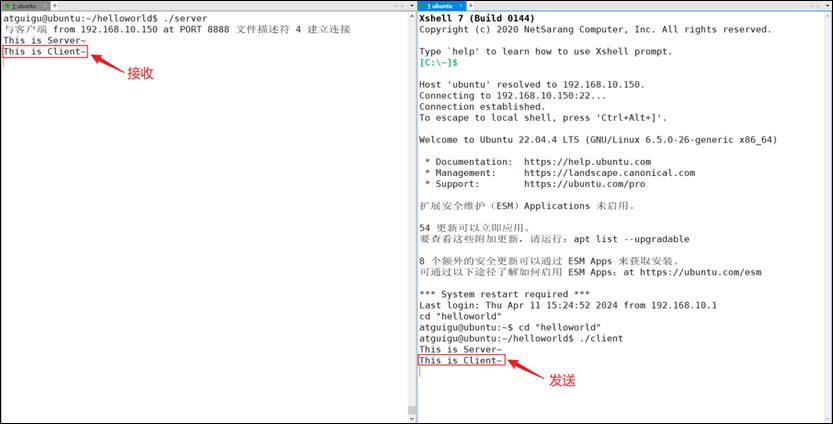 1 ubuntu
atguigu@ubuntu:~/helloworld$ ./server
与客户端 from 192.168.10.150 at PORT 8888 文件描述符 4 建立连接
This is Server~
This is Client~
接收
1 ubuntu
Xshell 7 (Build 0144)
Copyright (c) 2020 NetSarang Computer, Inc. All rights reserved.
Type `help' to learn how to use Xshell prompt.
[C:\~]$
Host 'ubuntu' resolved to 192.168.10.150.
Connecting to 192.168.10.150:22...
Connection established.
To escape to local shell, press 'Ctrl+Alt+]'.
Welcome to Ubuntu 22.04.4 LTS (GNU/Linux 6.5.0-26-generic x86_64)
* Documentation: https://help.ubuntu.com
* Management: https://landscape.canonical.com
* Support: https://ubuntu.com/pro
扩展安全维护（ESM）Applications 未启用。
54 更新可以立即应用。
要查看这些附加更新，请运行：apt list --upgradable
8 个额外的安全更新可以通过 ESM Apps 来获取安装。
可通过以下途径了解如何启用 ESM Apps：at https://ubuntu.com/esm
*** System restart required ***
Last login: Thu Apr 11 15:24:52 2024 from 192.168.10.1
cd "helloworld"
atguigu@ubuntu:~$ cd "helloworld"
atguigu@ubuntu:~/helloworld$ ./client
This is Server~
This is Client~
发送